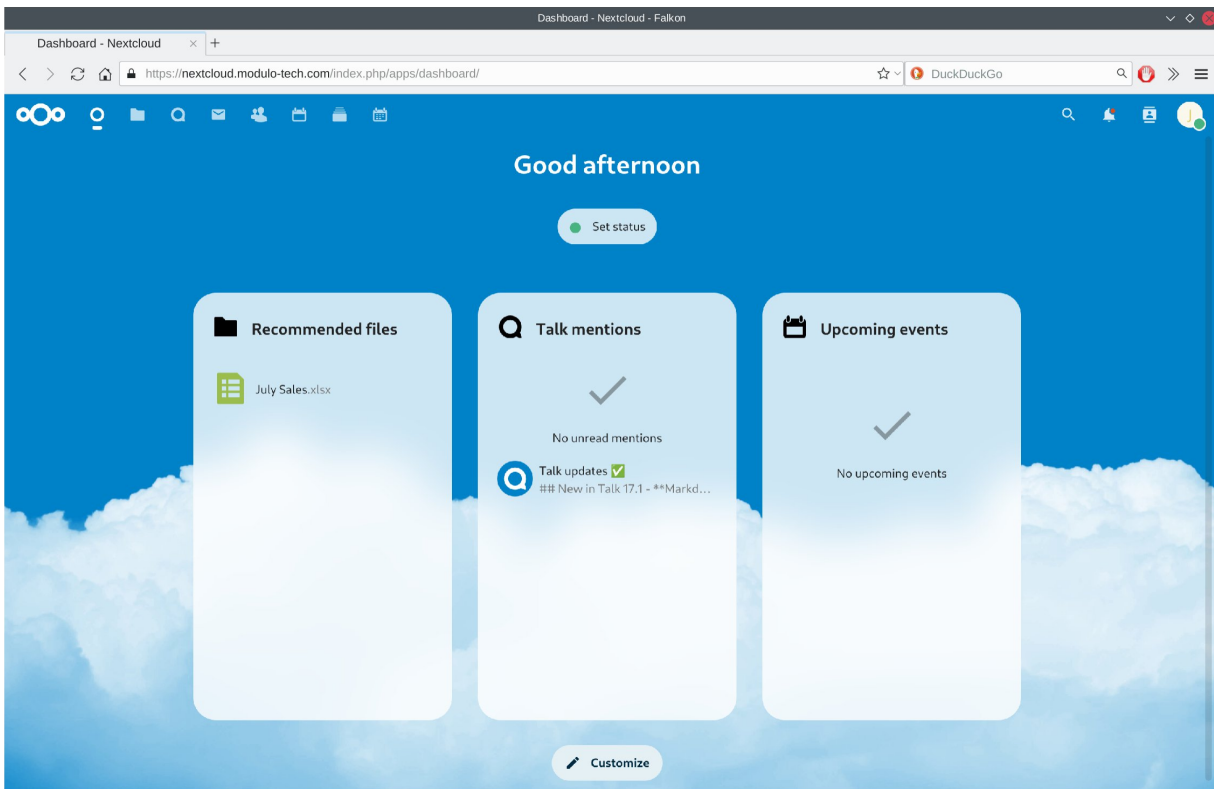 Dashboard - Nextcloud - Falkon
Dashboard - Nextcloud
https://nextcloud.modulo-tech.com/index.php/apps/dashboard/
DuckDuckGo
J
Good afternoon
Set status
Recommended files
July Sales.xlsx
Talk mentions
No unread mentions
Talk updates ✅
## New in Talk 17.1 - **Markd...
Upcoming events
No upcoming events
Customize